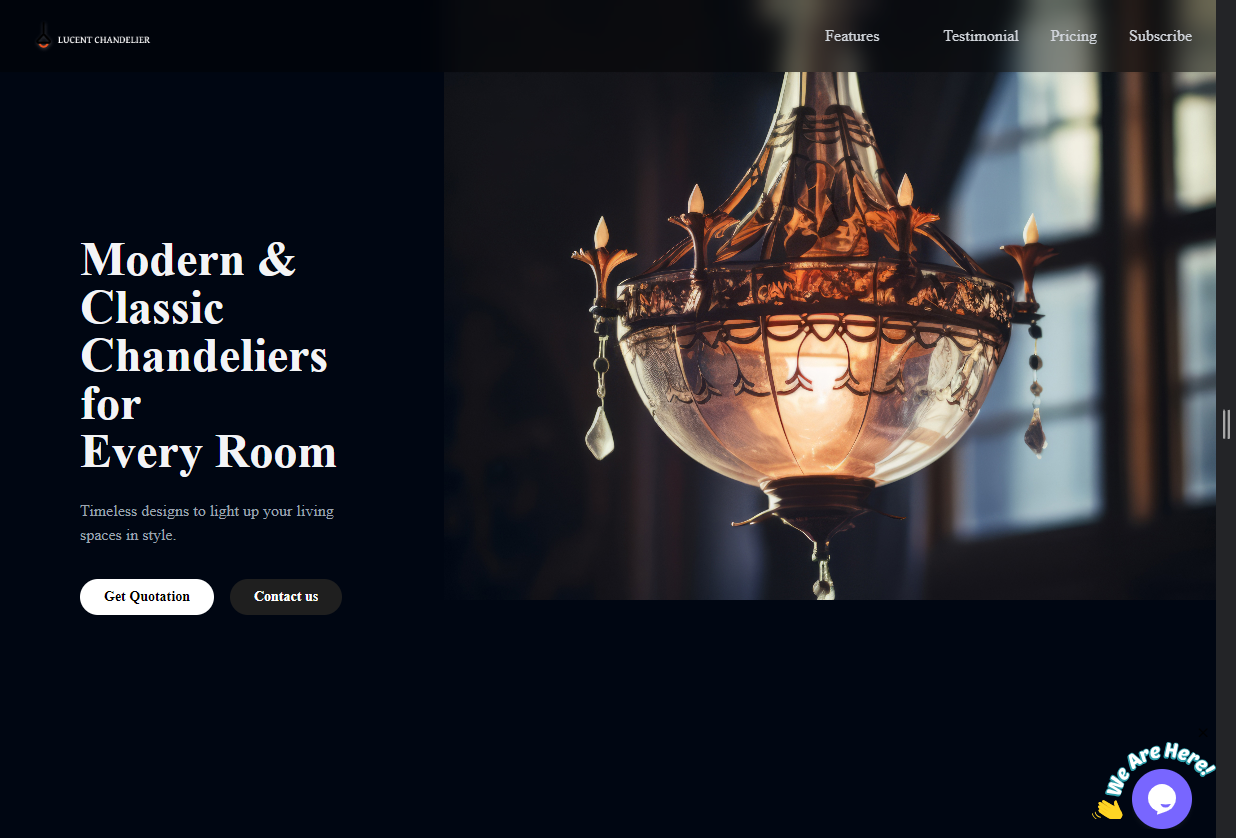 LUCENT CHANDELIER
Features Testimonial Pricing Subscribe
Modern &
Classic
Chandeliers
for
Every Room
Timeless designs to light up your living
spaces in style.
Get Quotation Contact us
We Are Here!